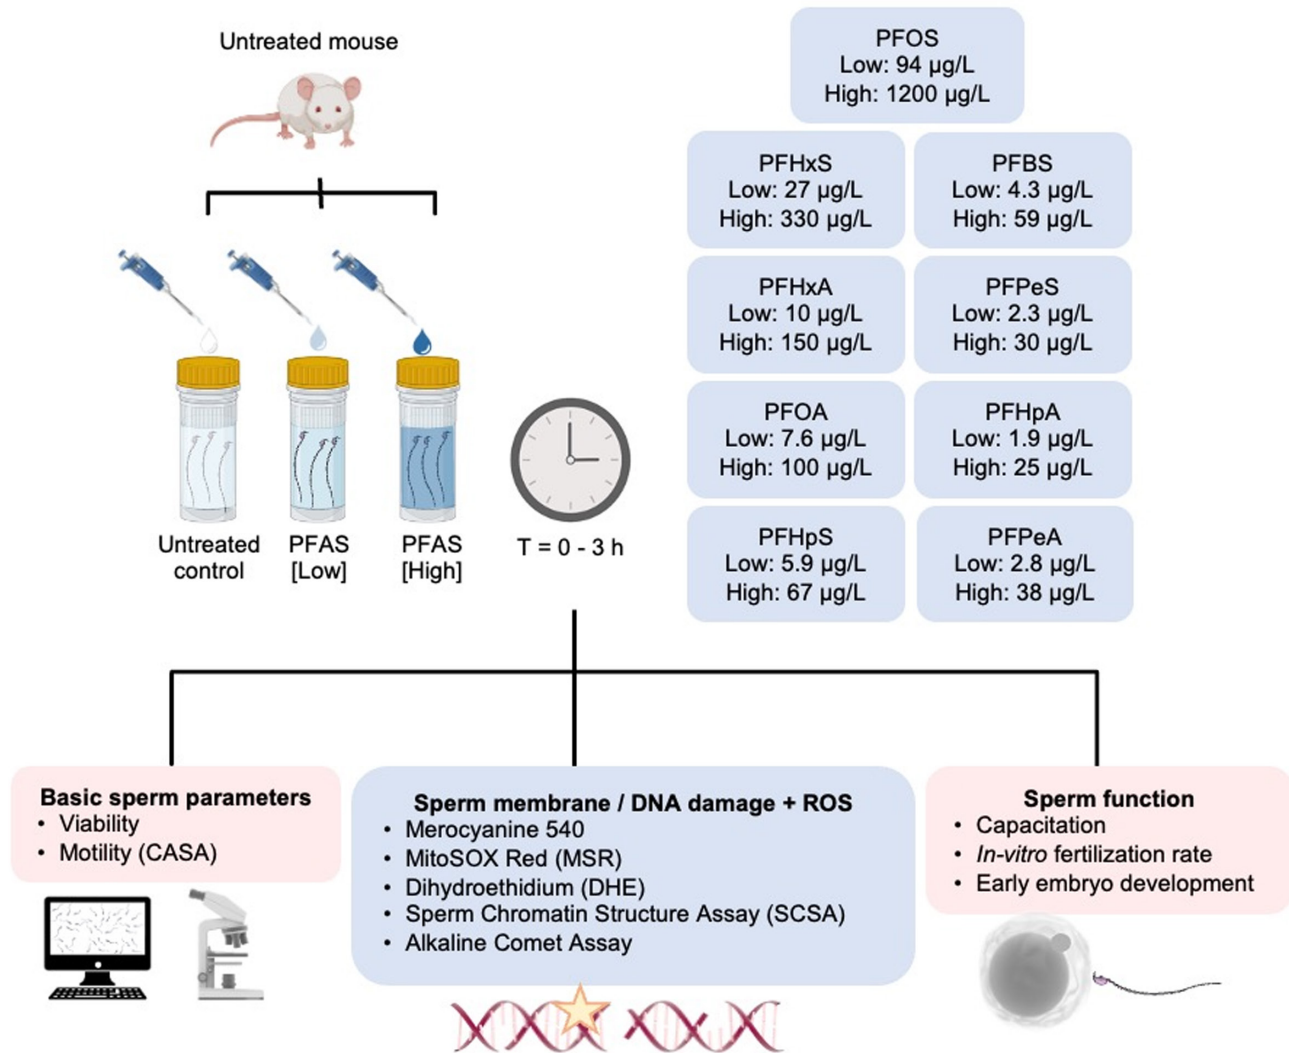 Untreated mouse
Untreated
control
PFAS
[Low]
PFAS
[High]
T = 0 - 3 h
PFOS
Low: 94 µg/L
High: 1200 µg/L
PFHxS
Low: 27 µg/L
High: 330 µg/L
PFBS
Low: 4.3 µg/L
High: 59 µg/L
PFHxA
Low: 10 µg/L
High: 150 µg/L
PFPeS
Low: 2.3 µg/L
High: 30 µg/L
PFOA
Low: 7.6 µg/L
High: 100 µg/L
PFHpA
Low: 1.9 µg/L
High: 25 µg/L
PFHpS
Low: 5.9 µg/L
High: 67 µg/L
PFPeA
Low: 2.8 µg/L
High: 38 µg/L
Basic sperm parameters
• Viability
• Motility (CASA)
Sperm membrane / DNA damage + ROS
• Merocyanine 540
• MitoSOX Red (MSR)
• Dihydroethidium (DHE)
• Sperm Chromatin Structure Assay (SCSA)
• Alkaline Comet Assay
Sperm function
• Capacitation
• In-vitro fertilization rate
• Early embryo development